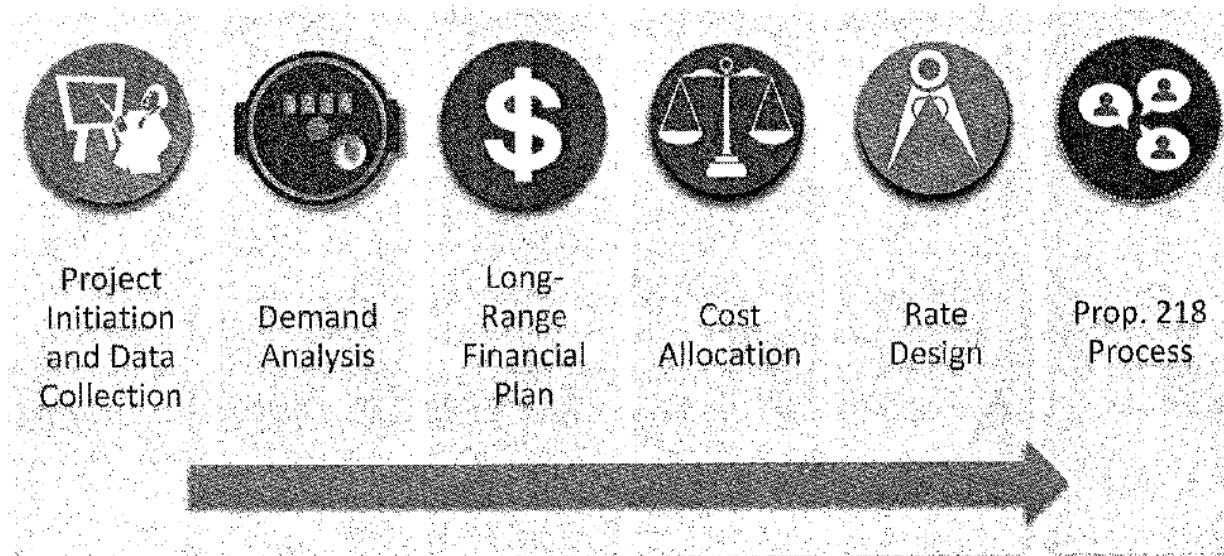 Project
Initiation
and Data
Collection
Demand
Analysis
Long-
Range
Financial
Plan
Cost
Allocation
Rate
Design
Prop. 218
Process